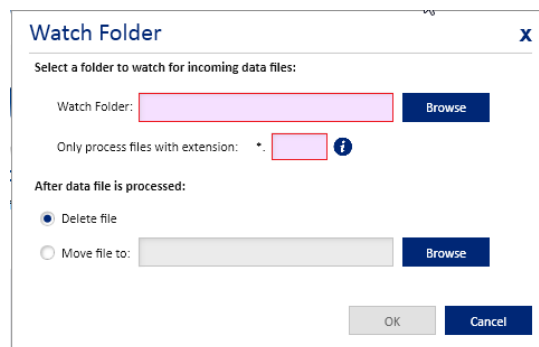 Watch Folder x
Select a folder to watch for incoming data files:
Watch Folder: Browse
Only process files with extension: *. i
After data file is processed:
Delete file
Move file to: Browse
OK Cancel